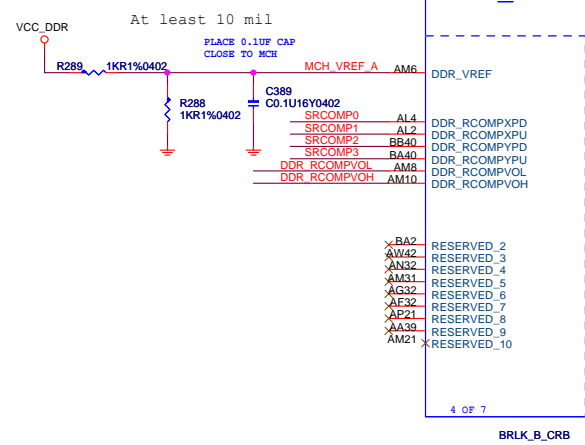 At least 10 mil
VCC_DDR
PLACE 0.1UF CAP
CLOSE TO MCH
R289 1KR1%0402 MCH_VREF_A AM6 DDR_VREF
R288
1KR1%0402
C389
C0.1U16Y0402
SRCOMP0 AL4 DDR_RCOMPXPD
SRCOMP1 AL2 DDR_RCOMPXPU
SRCOMP2 BB40 DDR_RCOMPYPD
SRCOMP3 BA40 DDR_RCOMPYPU
DDR_RCOMPVOL AM8 DDR_RCOMPVOL
DDR_RCOMPVOH AM10 DDR_RCOMPVOH
BA2 RESERVED_2
AW42 RESERVED_3
AN32 RESERVED_4
AM31 RESERVED_5
AG32 RESERVED_6
AF32 RESERVED_7
AP21 RESERVED_8
AA39 RESERVED_9
AM21 RESERVED_10
4 OF 7
BRLK_B_CRB